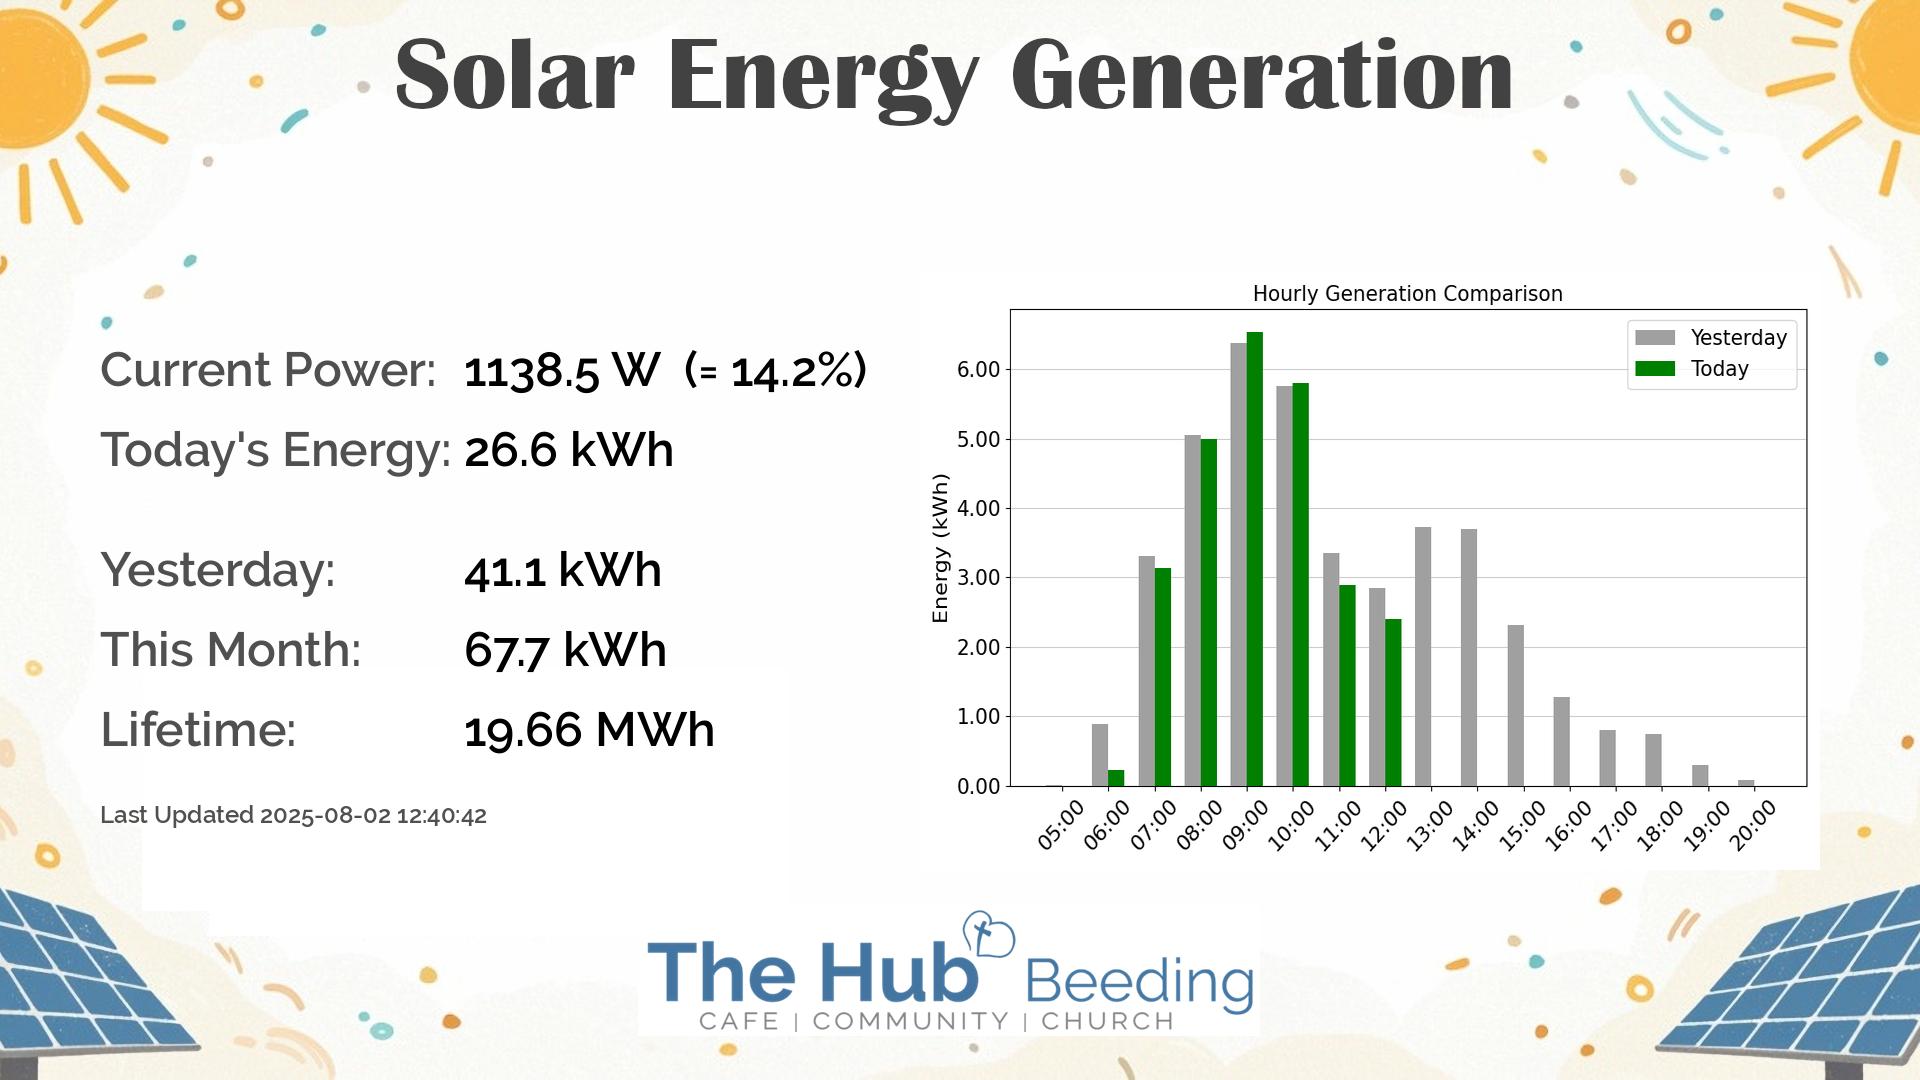 Solar Energy Generation
Current Power: 1138.5 W (= 14.2%)
Today's Energy: 26.6 kWh
Yesterday: 41.1 kWh
This Month: 67.7 kWh
Lifetime: 19.66 MWh
Last Updated 2025-08-02 12:40:42
Hourly Generation Comparison
Yesterday
Today
Energy (kWh)
6.00
5.00
4.00
3.00
2.00
1.00
0.00
05:00 06:00 07:00 08:00 09:00 10:00 11:00 12:00 13:00 14:00 15:00 16:00 17:00 18:00 19:00 20:00
The Hub Beeding
CAFE | COMMUNITY | CHURCH